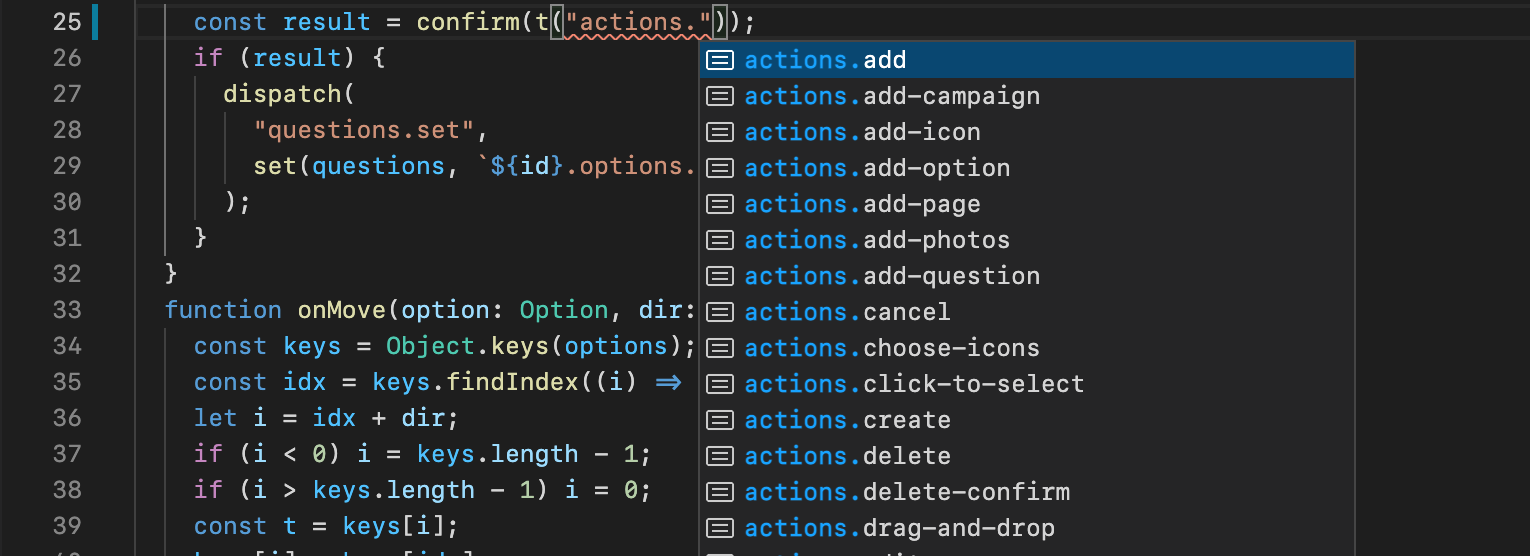 25 const result = confirm(t("actions."));
26 if (result) {
27 dispatch(
28 "questions.set",
29 set(questions, `${id}.options.
30 );
31 }
32 }
33 function onMove(option: Option, dir:
34 const keys = Object.keys(options);
35 const idx = keys.findIndex((i) =>
36 let i = idx + dir;
37 if (i < 0) i = keys.length - 1;
38 if (i > keys.length - 1) i = 0;
39 const t = keys[i];
actions.add
actions.add-campaign
actions.add-icon
actions.add-option
actions.add-page
actions.add-photos
actions.add-question
actions.cancel
actions.choose-icons
actions.click-to-select
actions.create
actions.delete
actions.delete-confirm
actions.drag-and-drop